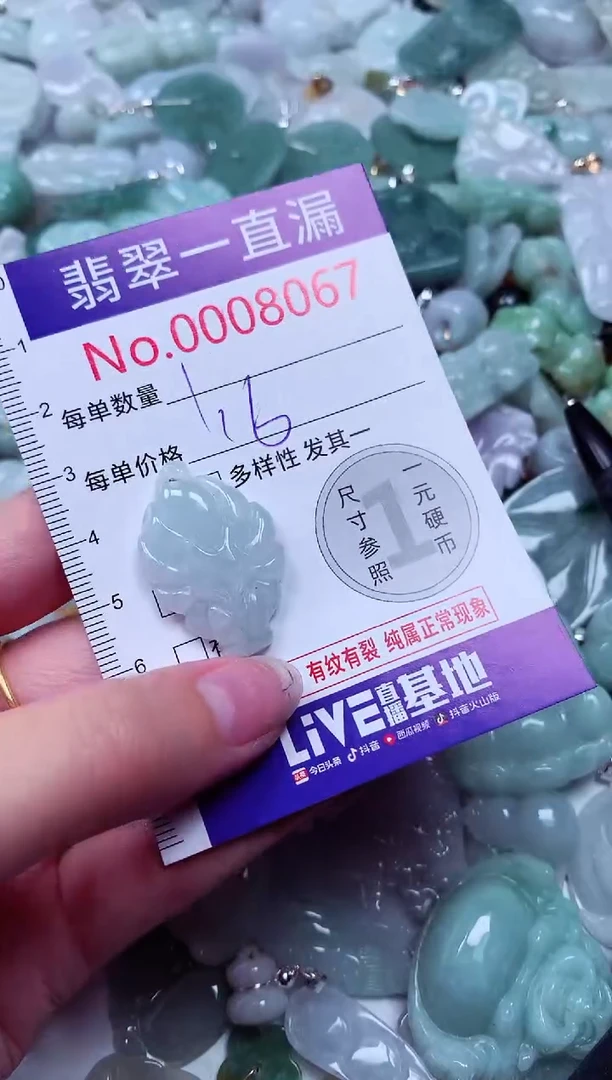 翡翠一直漏
No.0008067
每单数量 1
每单价格 16
多样性 发其一
一元硬币
1
尺寸参照
有纹有裂 纯属正常现象
LiVE直播基地
今日头条 抖音 西瓜视频 抖音火山版
0
1
2
3
4
5
6